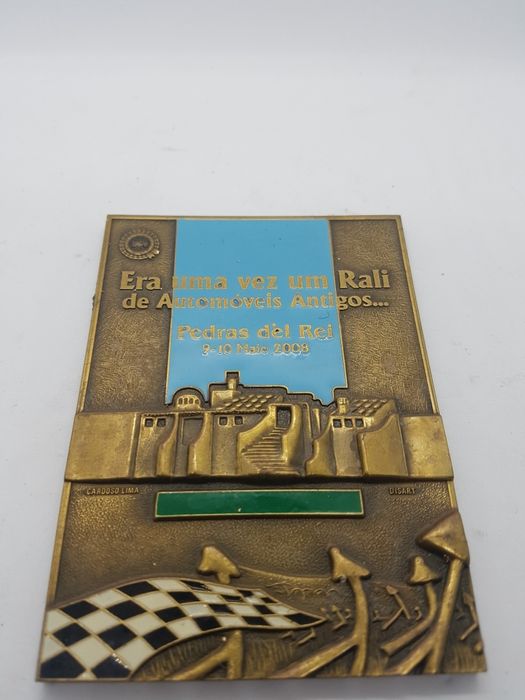 Era uma vez um Rali
de Automóveis Antigos...
Pedras del Rei
9-10 Maio 2008
CARDOSO LIMA
DISART